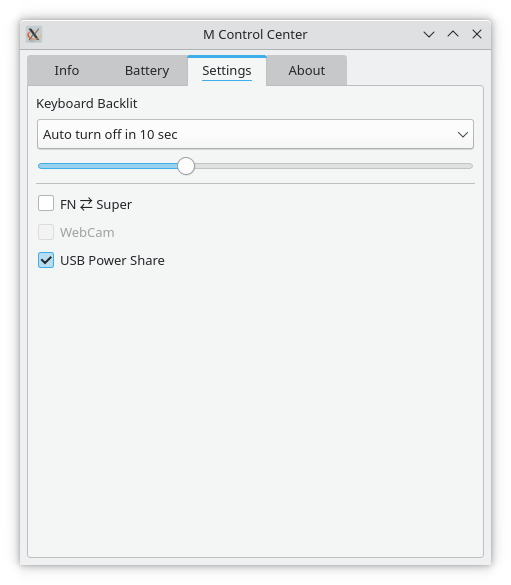 M Control Center
Info Battery Settings About
Keyboard Backlit
Auto turn off in 10 sec
FN ⇄ Super
WebCam
USB Power Share